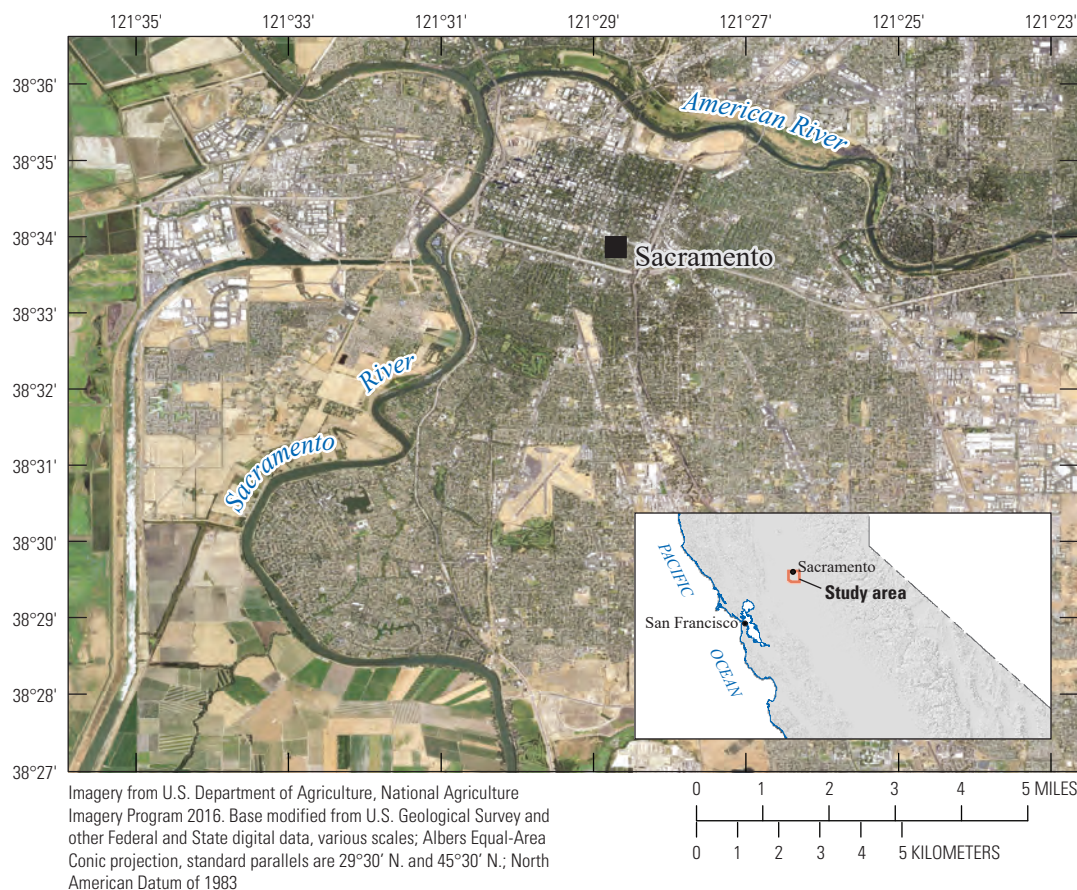 121°35' 121°33' 121°31' 121°29' 121°27' 121°25' 121°23'
38°36'
38°35'
38°34'
38°33'
38°32'
38°31'
38°30'
38°29'
38°28'
38°27'
American River
Sacramento
Sacramento River
PACIFIC OCEAN
Sacramento
Study area
San Francisco
Imagery from U.S. Department of Agriculture, National Agriculture
Imagery Program 2016. Base modified from U.S. Geological Survey and
other Federal and State digital data, various scales; Albers Equal-Area
Conic projection, standard parallels are 29°30' N. and 45°30' N.; North
American Datum of 1983
0 1 2 3 4 5 MILES
0 1 2 3 4 5 KILOMETERS